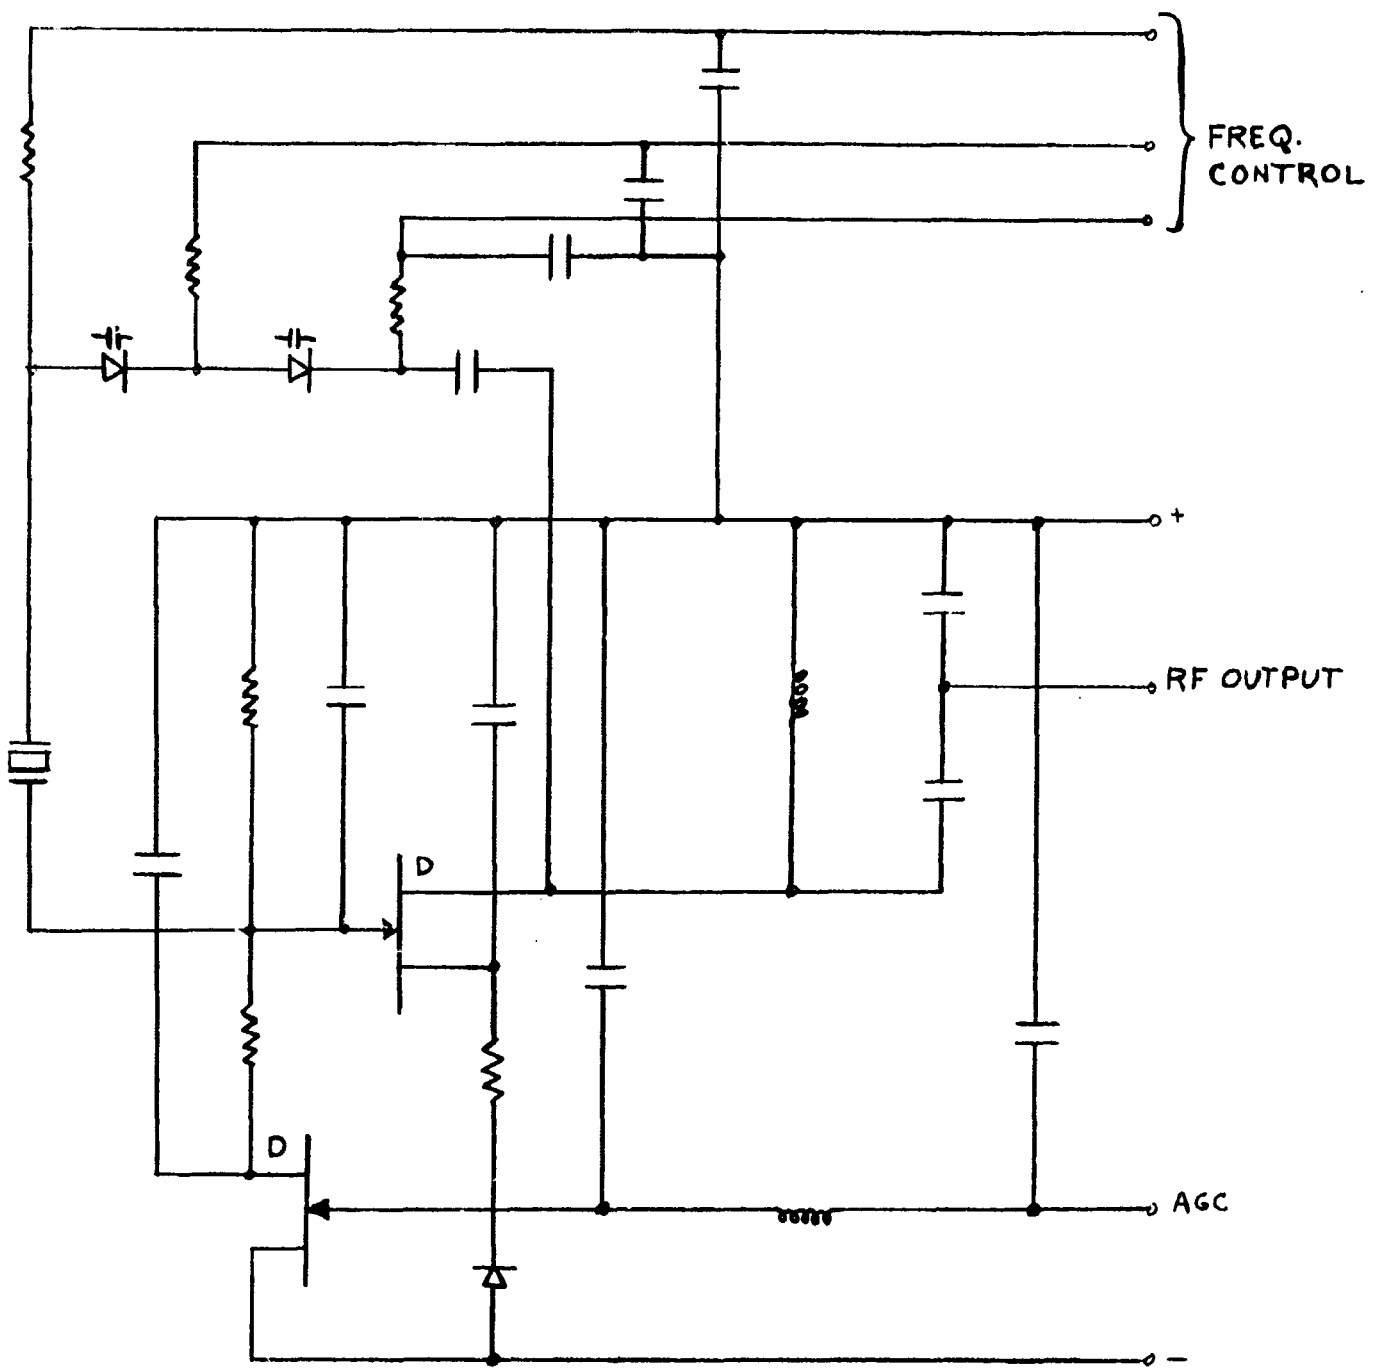 FREQ.
CONTROL
+
RF OUTPUT
D
D
AGC
−